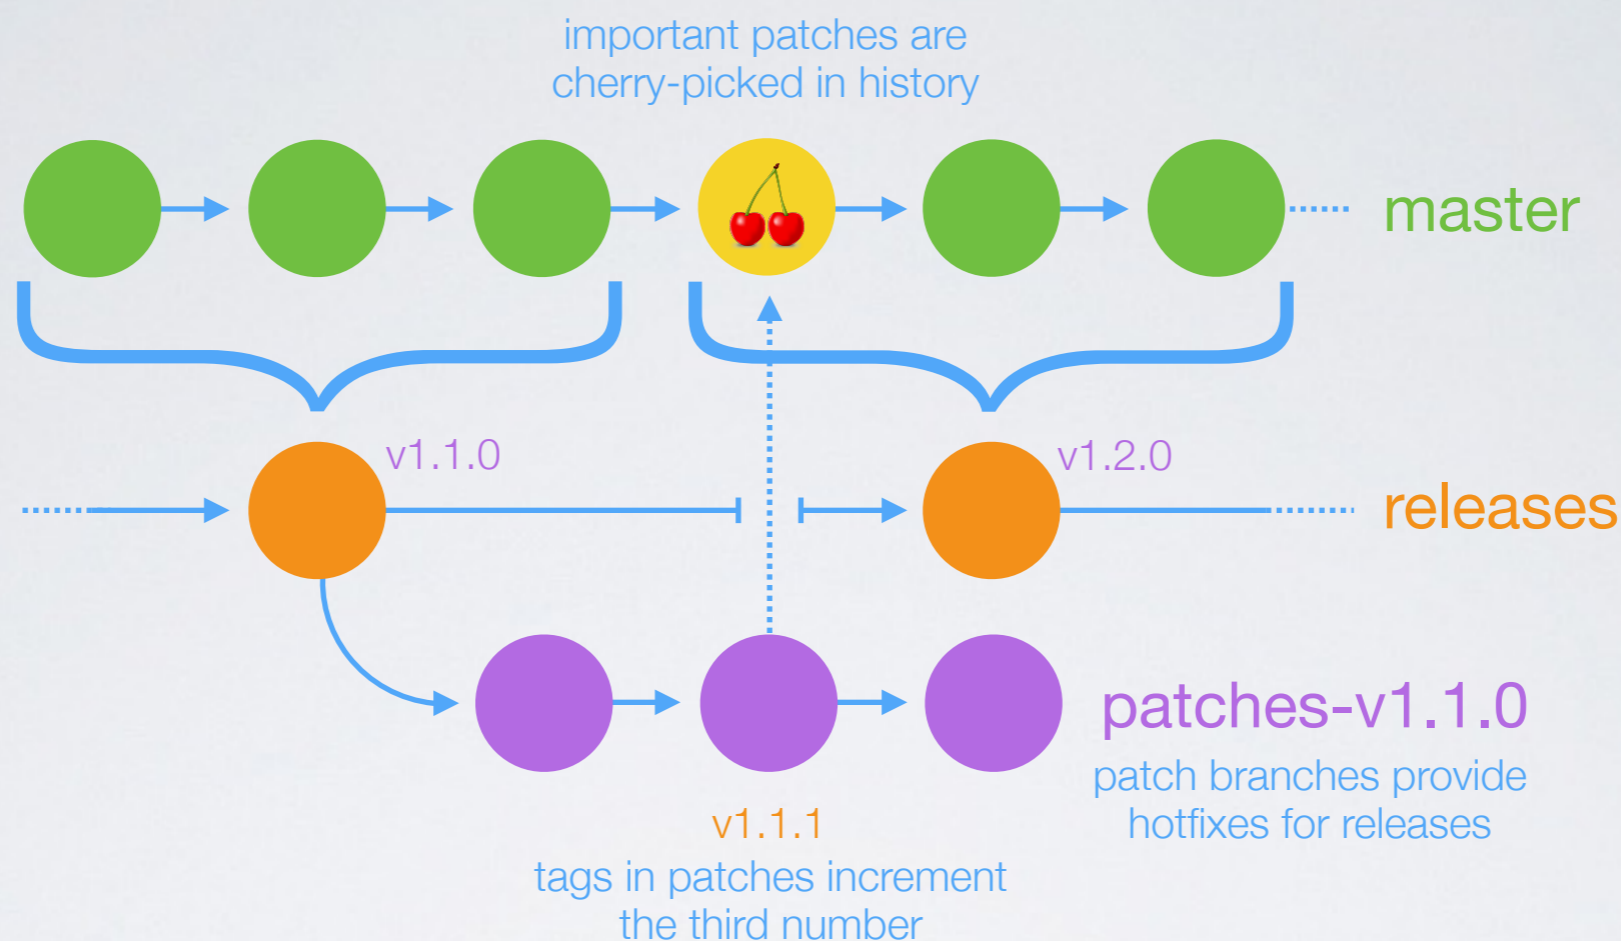 important patches are
cherry-picked in history
master
v1.1.0
v1.2.0
releases
patches-v1.1.0
patch branches provide
hotfixes for releases
v1.1.1
tags in patches increment
the third number